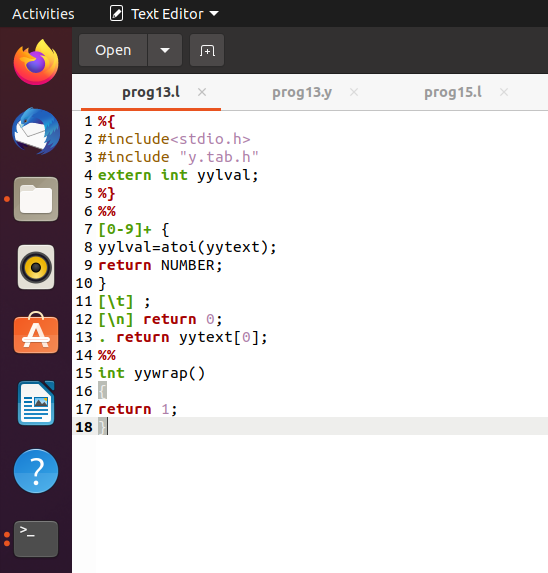 Activities Text Editor
Open
prog13.l × prog13.y × prog15.l ×
1 %{
2 #include<stdio.h>
3 #include "y.tab.h"
4 extern int yylval;
5 %}
6 %%
7 [0-9]+ {
8 yylval=atoi(yytext);
9 return NUMBER;
10 }
11 [\t] ;
12 [\n] return 0;
13 . return yytext[0];
14 %%
15 int yywrap()
16 {
17 return 1;
18 }
A
?
>_